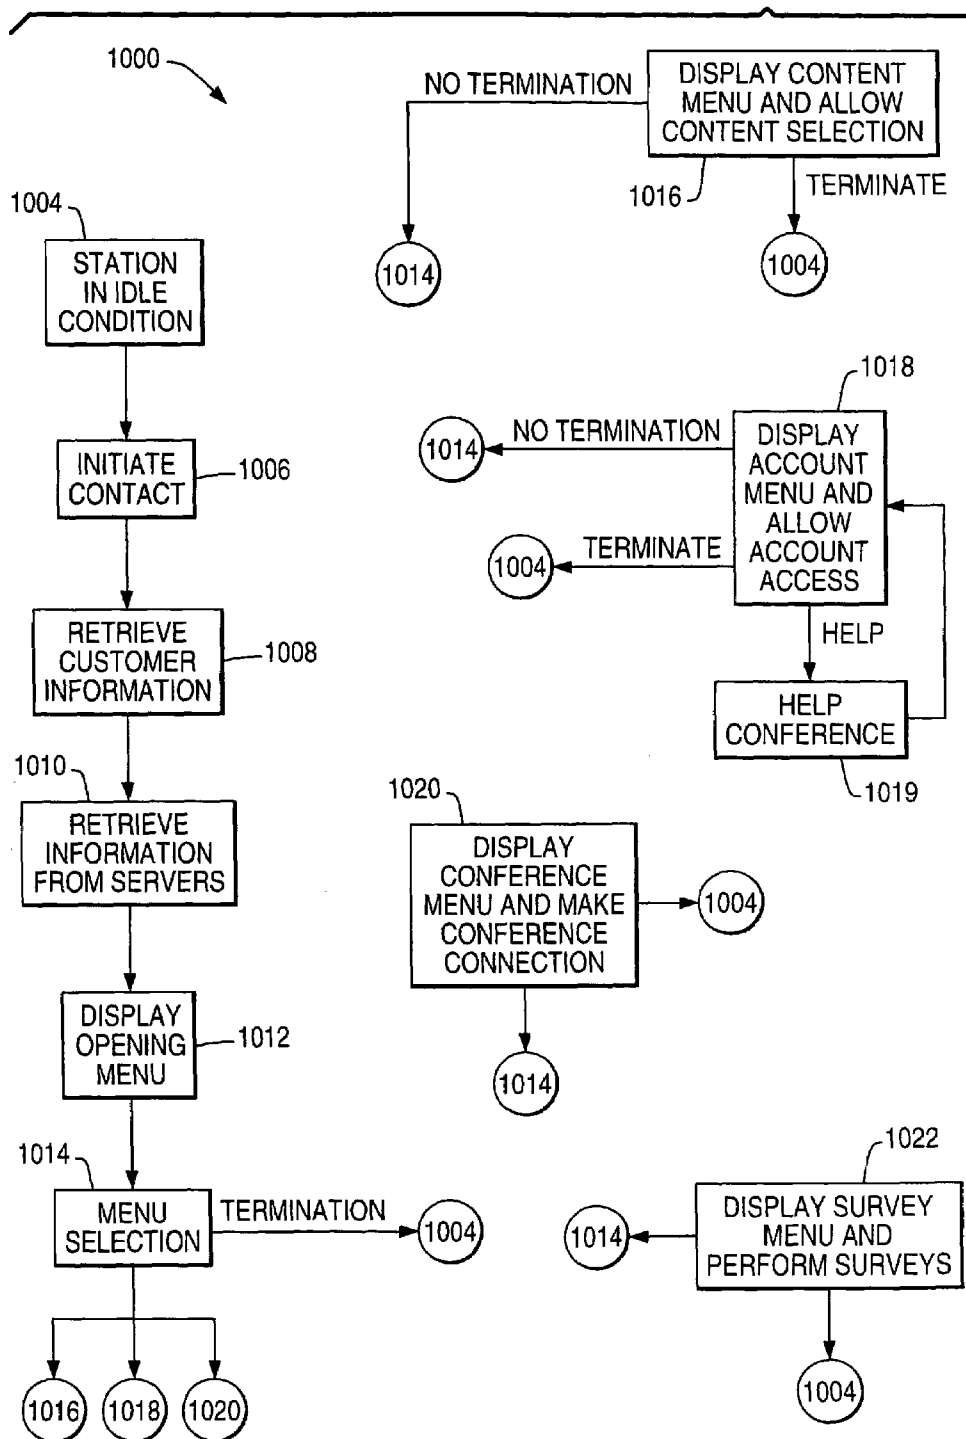 1000
1004
STATION
IN IDLE
CONDITION
INITIATE
CONTACT
1006
RETRIEVE
CUSTOMER
INFORMATION
1008
1010
RETRIEVE
INFORMATION
FROM SERVERS
DISPLAY
OPENING
MENU
1012
1014
MENU
SELECTION
TERMINATION
1004
1016
1018
1020
DISPLAY CONTENT
MENU AND ALLOW
CONTENT SELECTION
NO TERMINATION
1016
TERMINATE
1014
1004
1018
DISPLAY
ACCOUNT
MENU AND
ALLOW
ACCOUNT
ACCESS
NO TERMINATION
1014
TERMINATE
1004
HELP
HELP
CONFERENCE
1019
1020
DISPLAY
CONFERENCE
MENU AND MAKE
CONFERENCE
CONNECTION
1004
1014
1022
DISPLAY SURVEY
MENU AND
PERFORM SURVEYS
1014
1004